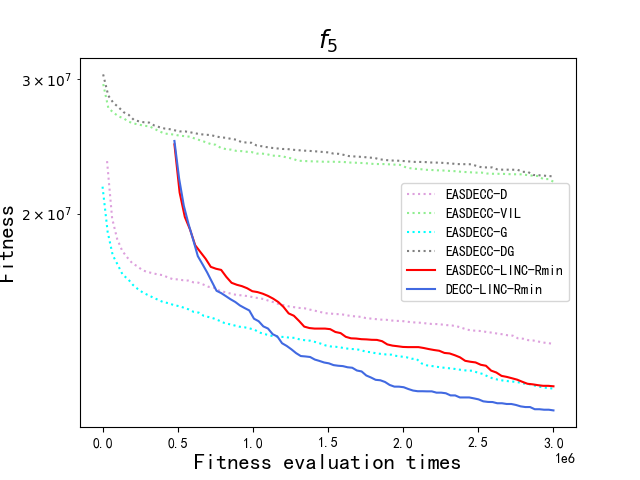 f5
3 × 10^7
2 × 10^7
Fitness
EASDECC-D
EASDECC-VIL
EASDECC-G
EASDECC-DG
EASDECC-LINC-Rmin
DECC-LINC-Rmin
0.0 0.5 1.0 1.5 2.0 2.5 3.0
1e6
Fitness evaluation times